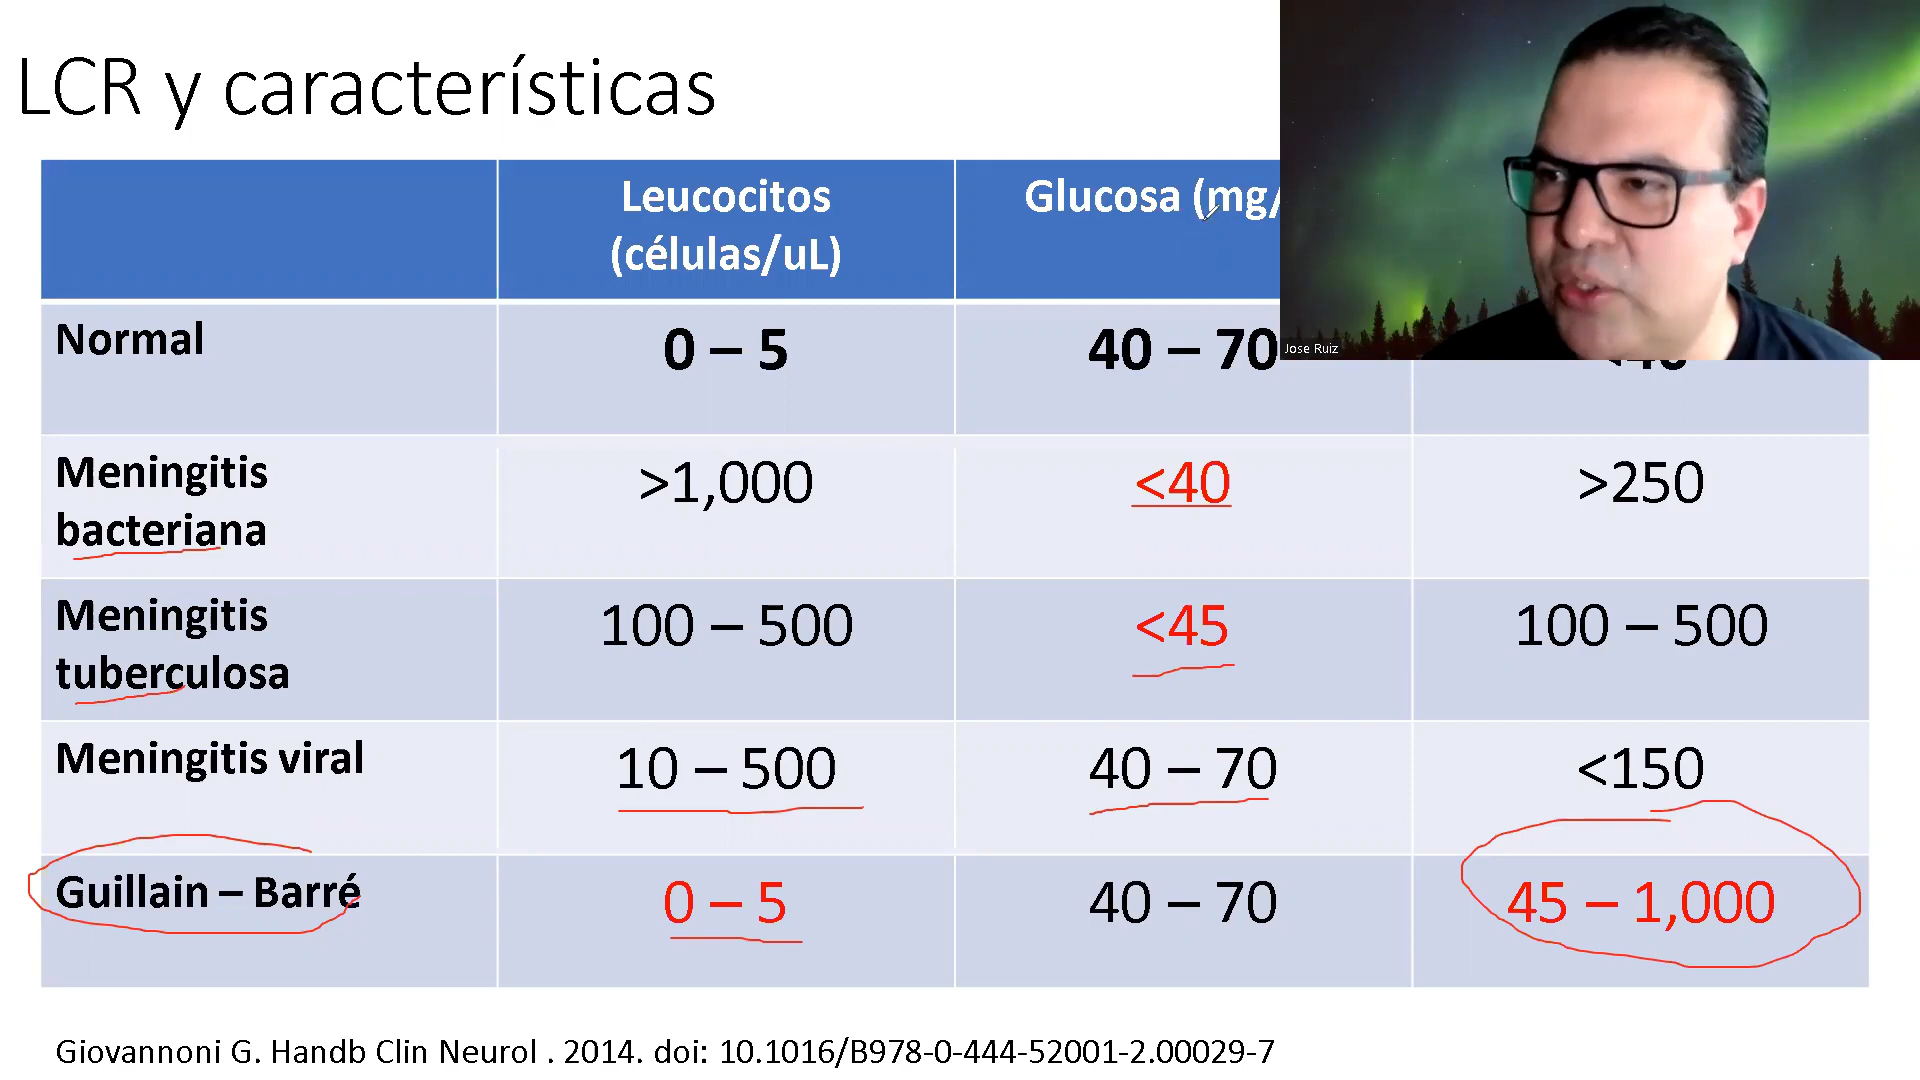 LCR y características
Leucocitos
(células/uL)
Glucosa (mg/
Jose Ruiz
Normal
0 – 5
40 – 70
Meningitis
bacteriana
>1,000
<40
>250
Meningitis
tuberculosa
100 – 500
<45
100 – 500
Meningitis viral
10 – 500
40 – 70
<150
Guillain – Barré
0 – 5
40 – 70
45 – 1,000
Giovannoni G. Handb Clin Neurol . 2014. doi: 10.1016/B978-0-444-52001-2.00029-7